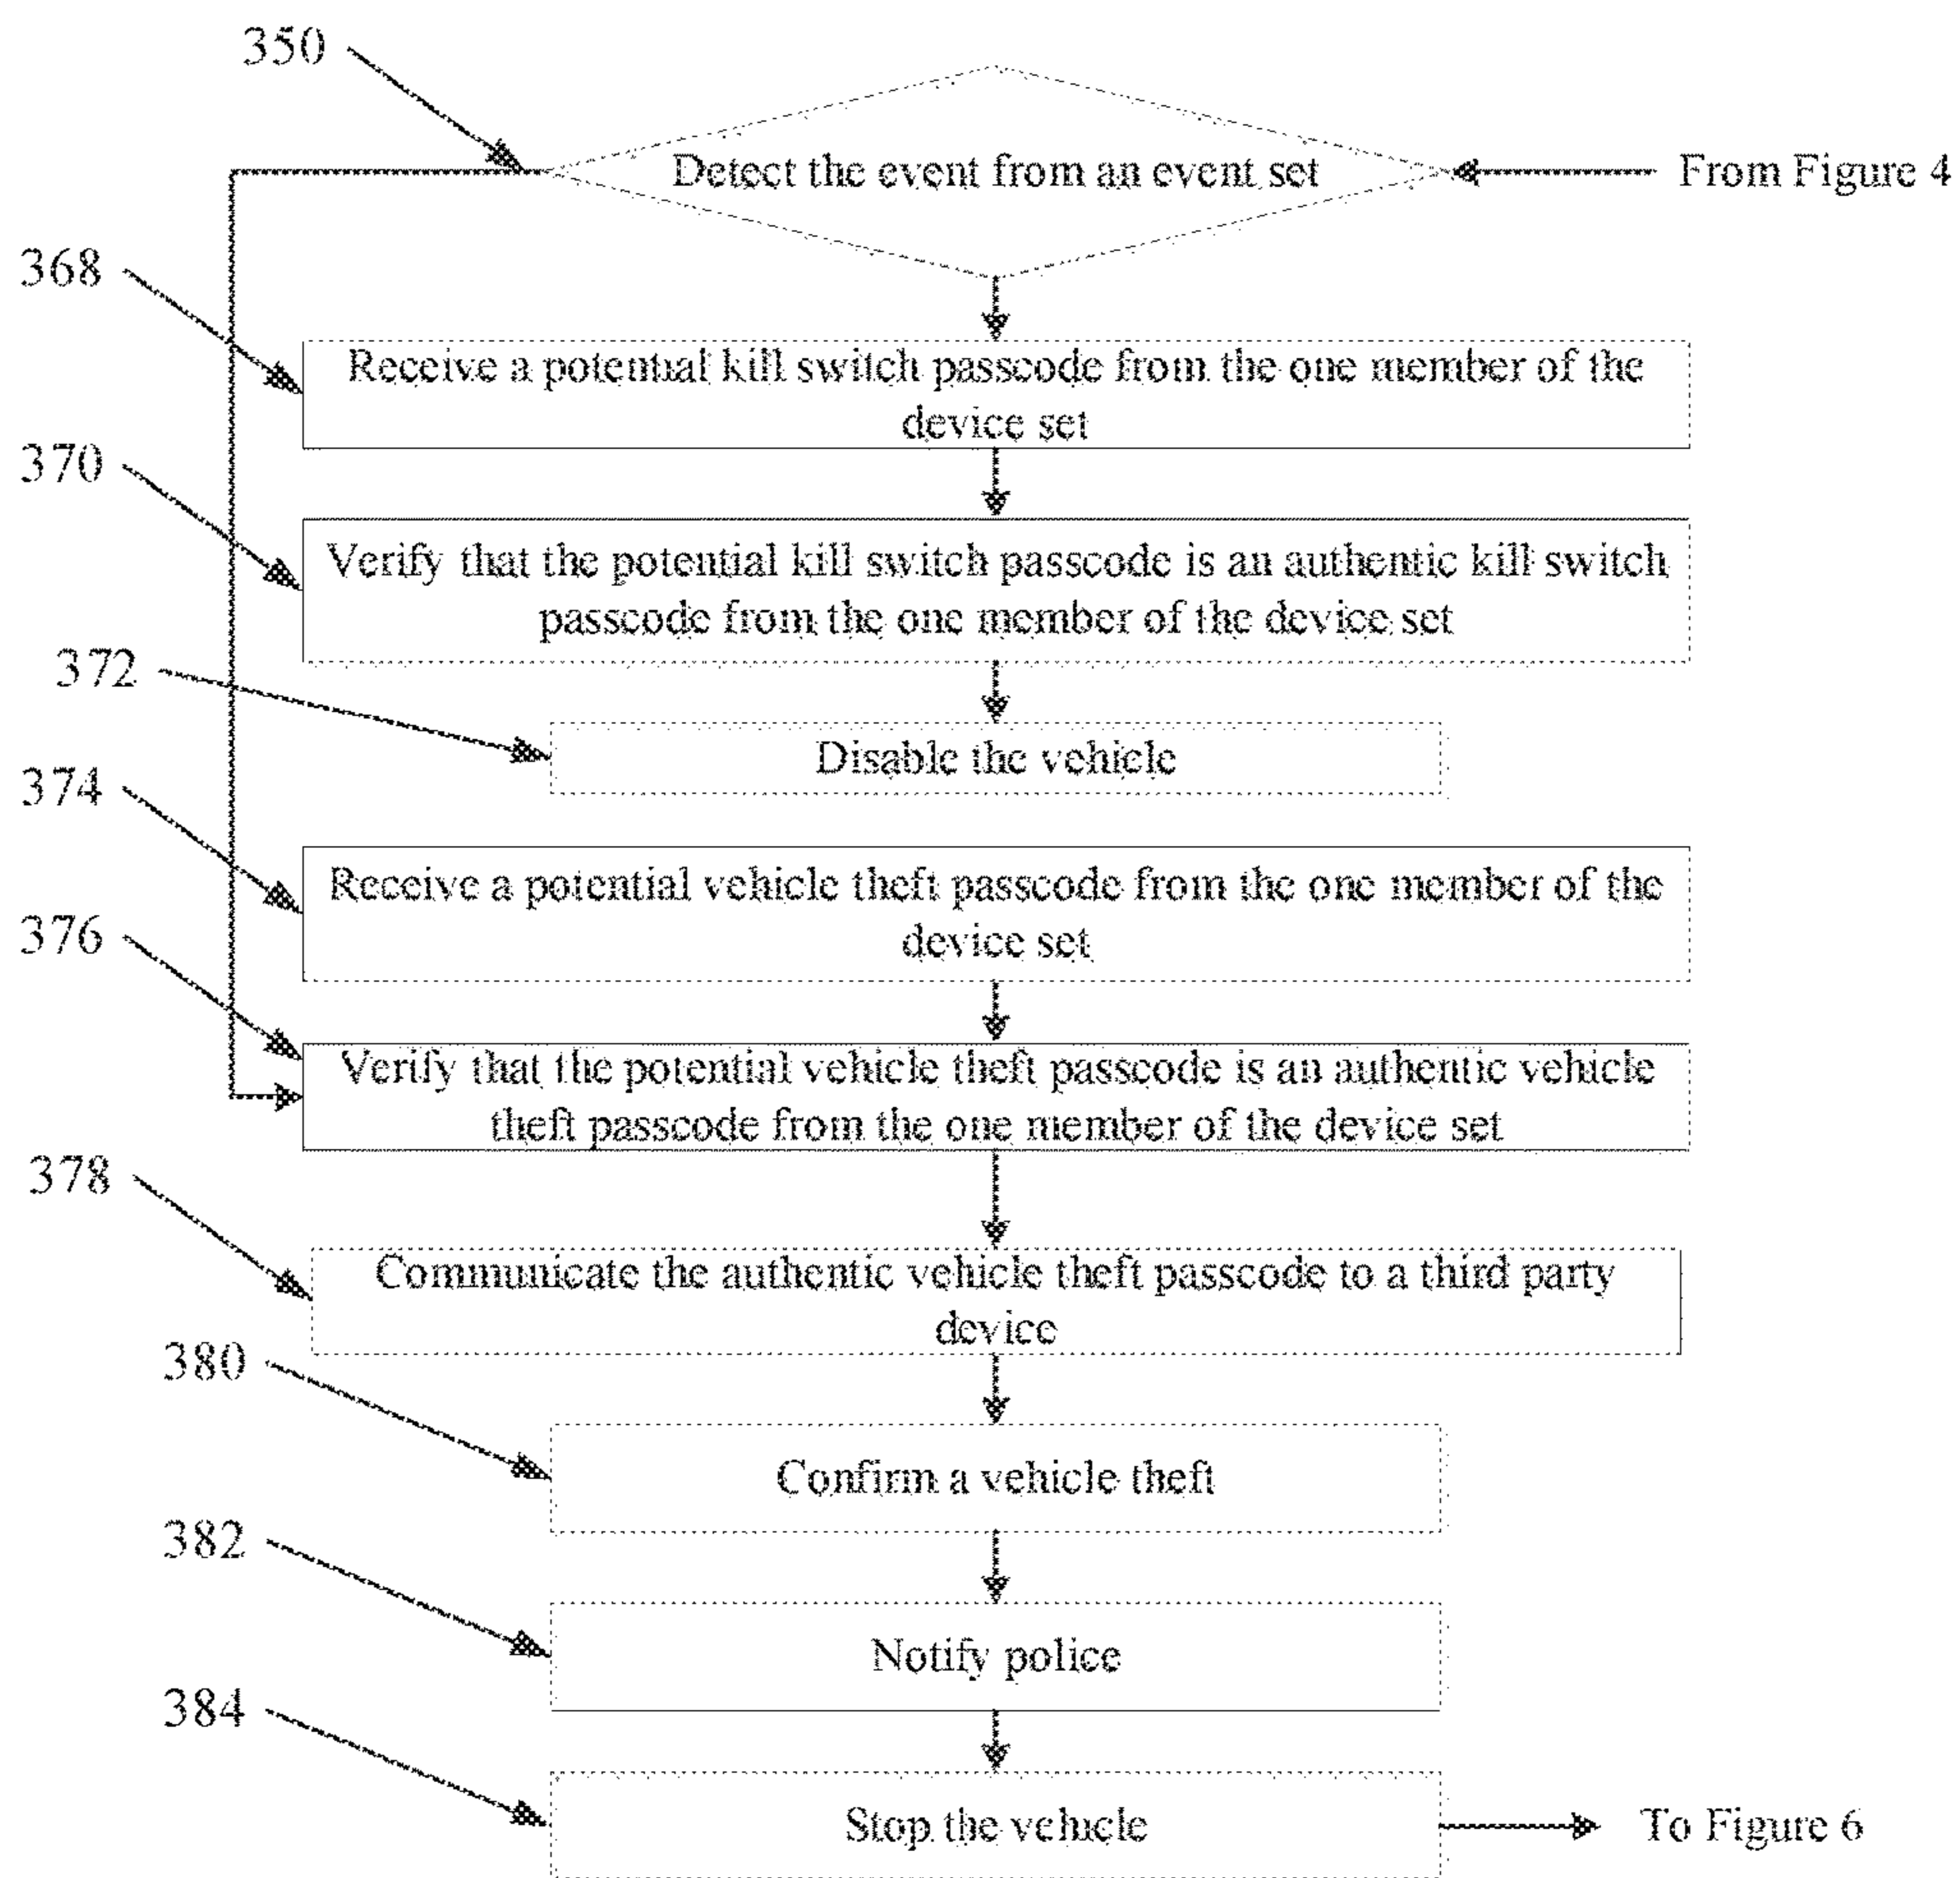 350
Detect the event from an event set
From Figure 4
368
Receive a potential kill switch passcode from the one member of the
device set
370
Verify that the potential kill switch passcode is an authentic kill switch
passcode from the one member of the device set
372
Disable the vehicle
374
Receive a potential vehicle theft passcode from the one member of the
device set
376
Verify that the potential vehicle theft passcode is an authentic vehicle
theft passcode from the one member of the device set
378
Communicate the authentic vehicle theft passcode to a third party
device
380
Confirm a vehicle theft
382
Notify police
384
Stop the vehicle
To Figure 6